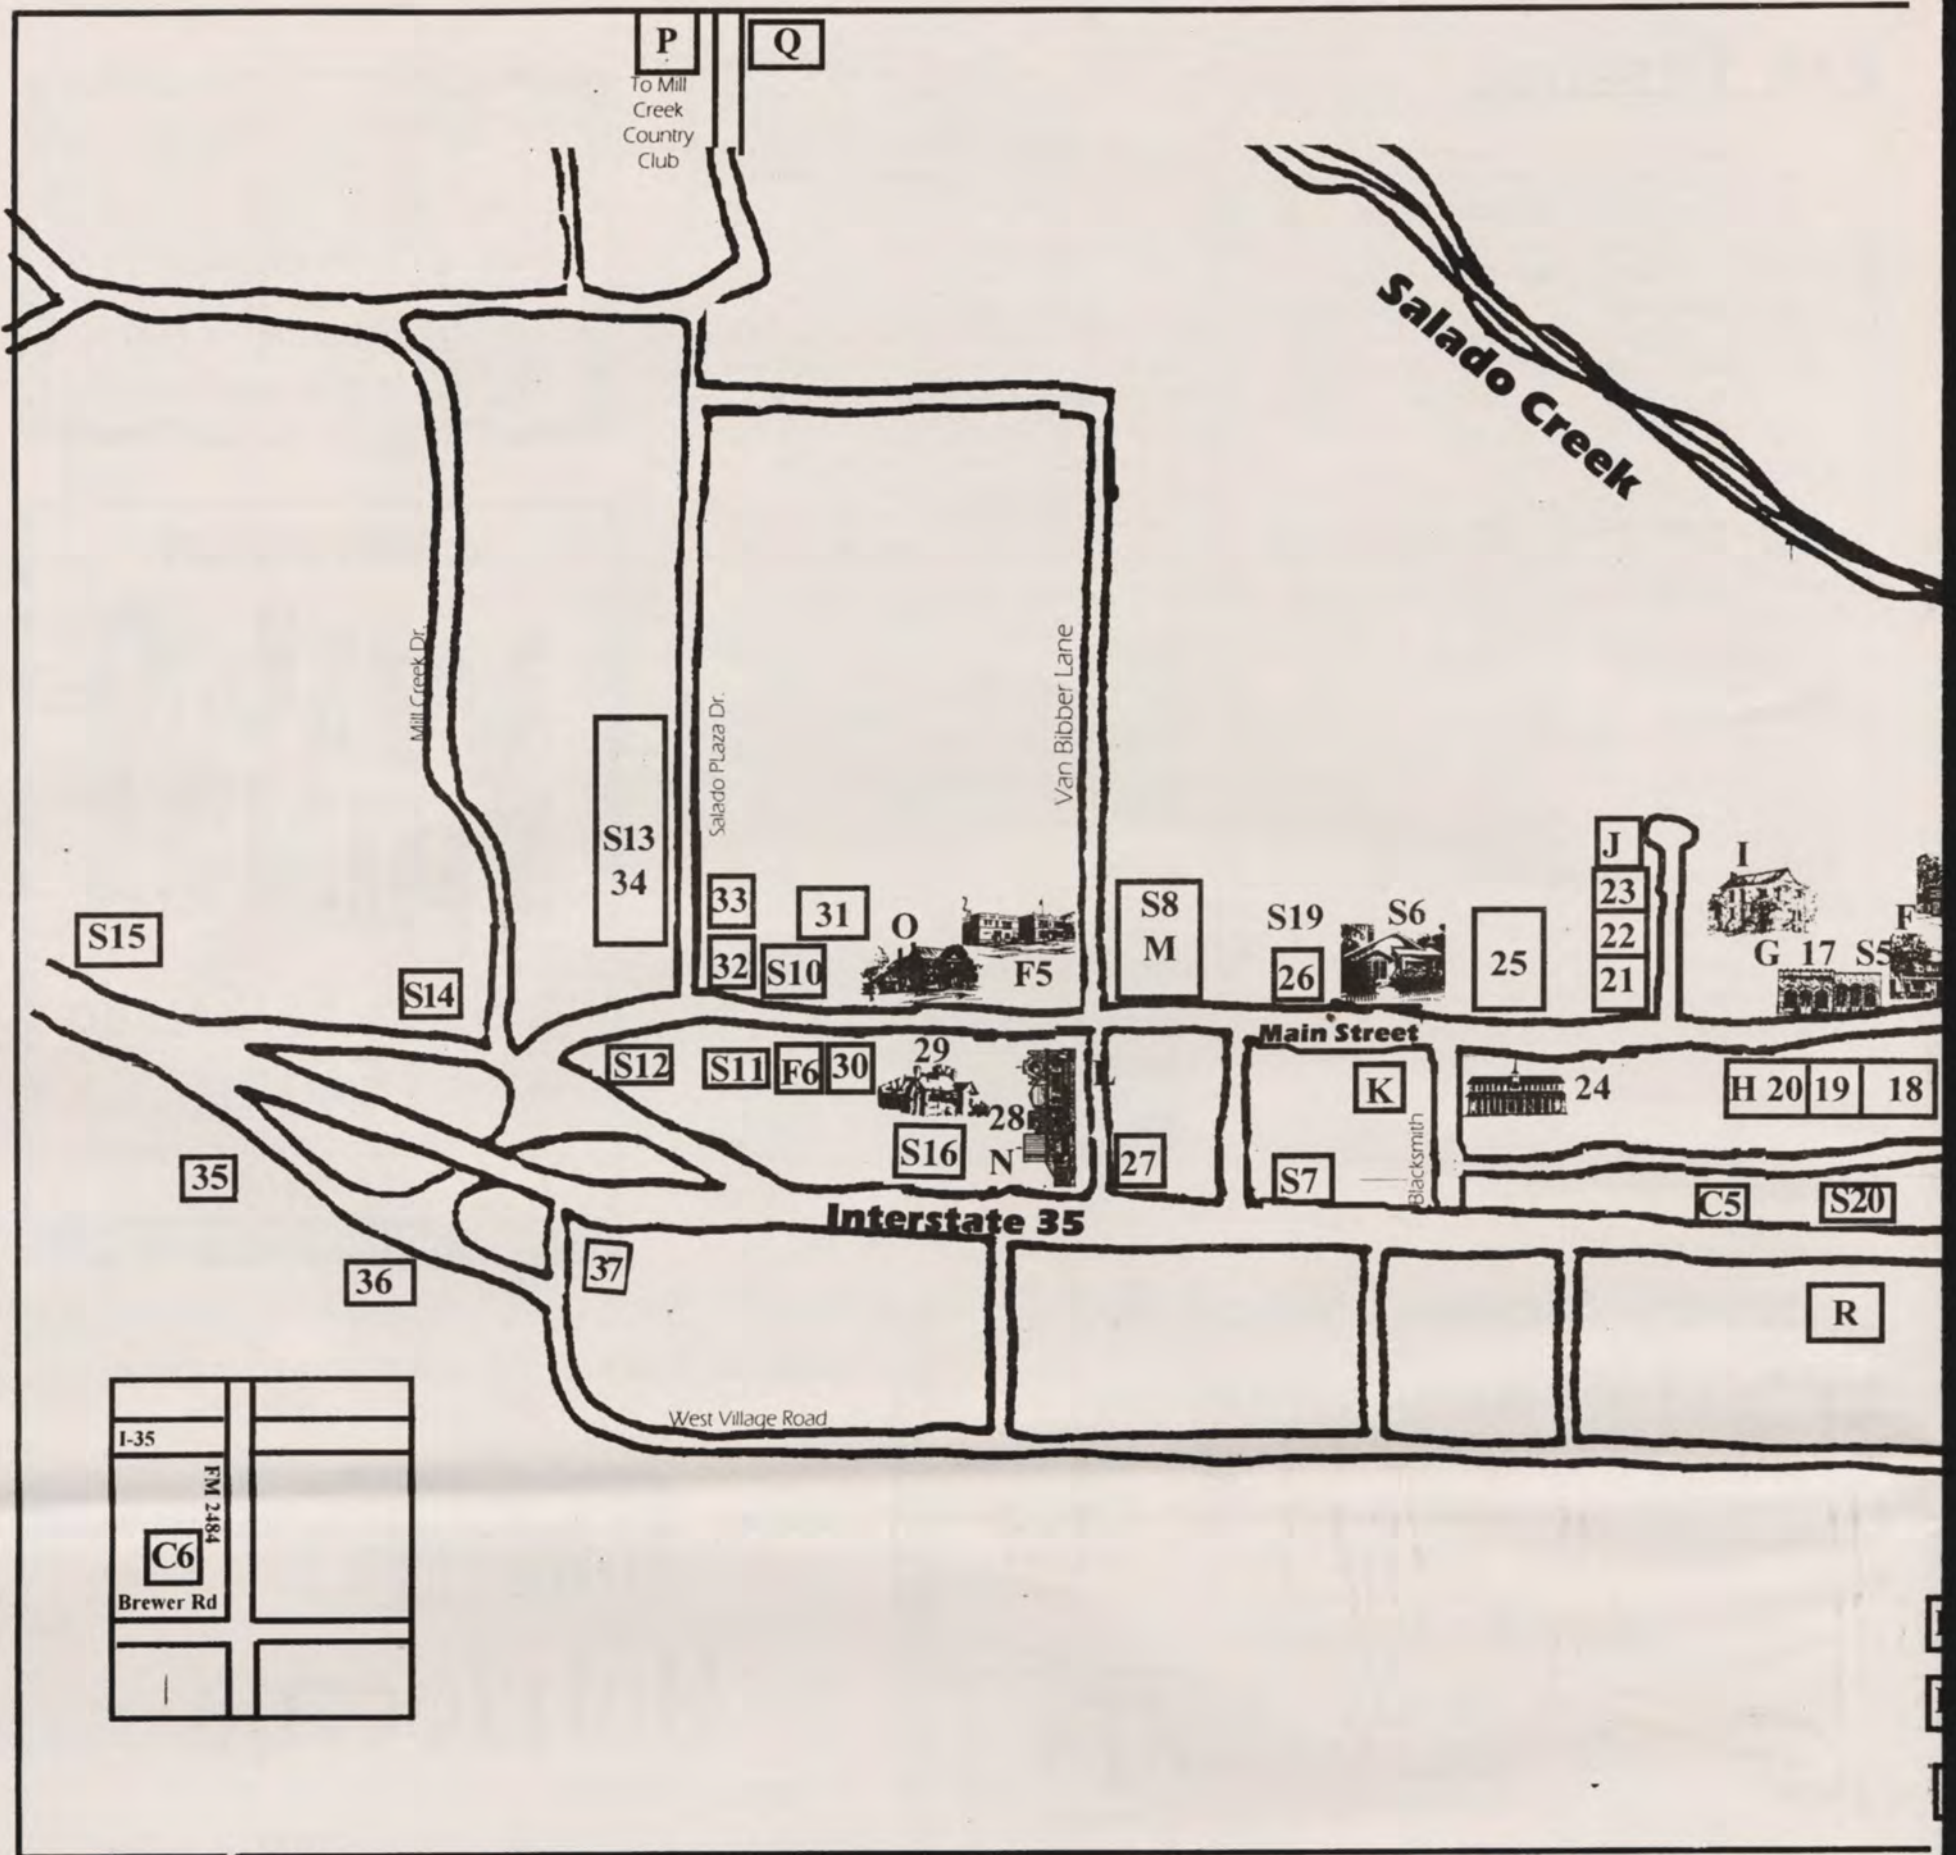 P
Q
To Mill
Creek
Country
Club
Salado Creek
Mill Creek Dr.
Salado PLaza Dr.
Van Bibber Lane
S13
34
33
32
31
S10
O
F5
S8
M
S19
26
S6
25
J
23
22
21
I
F
G 17 S5
S15
S14
Main Street
S12
S11
F6
30
29
28
S16
N
L
27
K
S7
Blacksmith
24
H 20
19
18
C5
S20
Interstate 35
35
36
37
R
West Village Road
I-35
FM 2484
C6
Brewer Rd